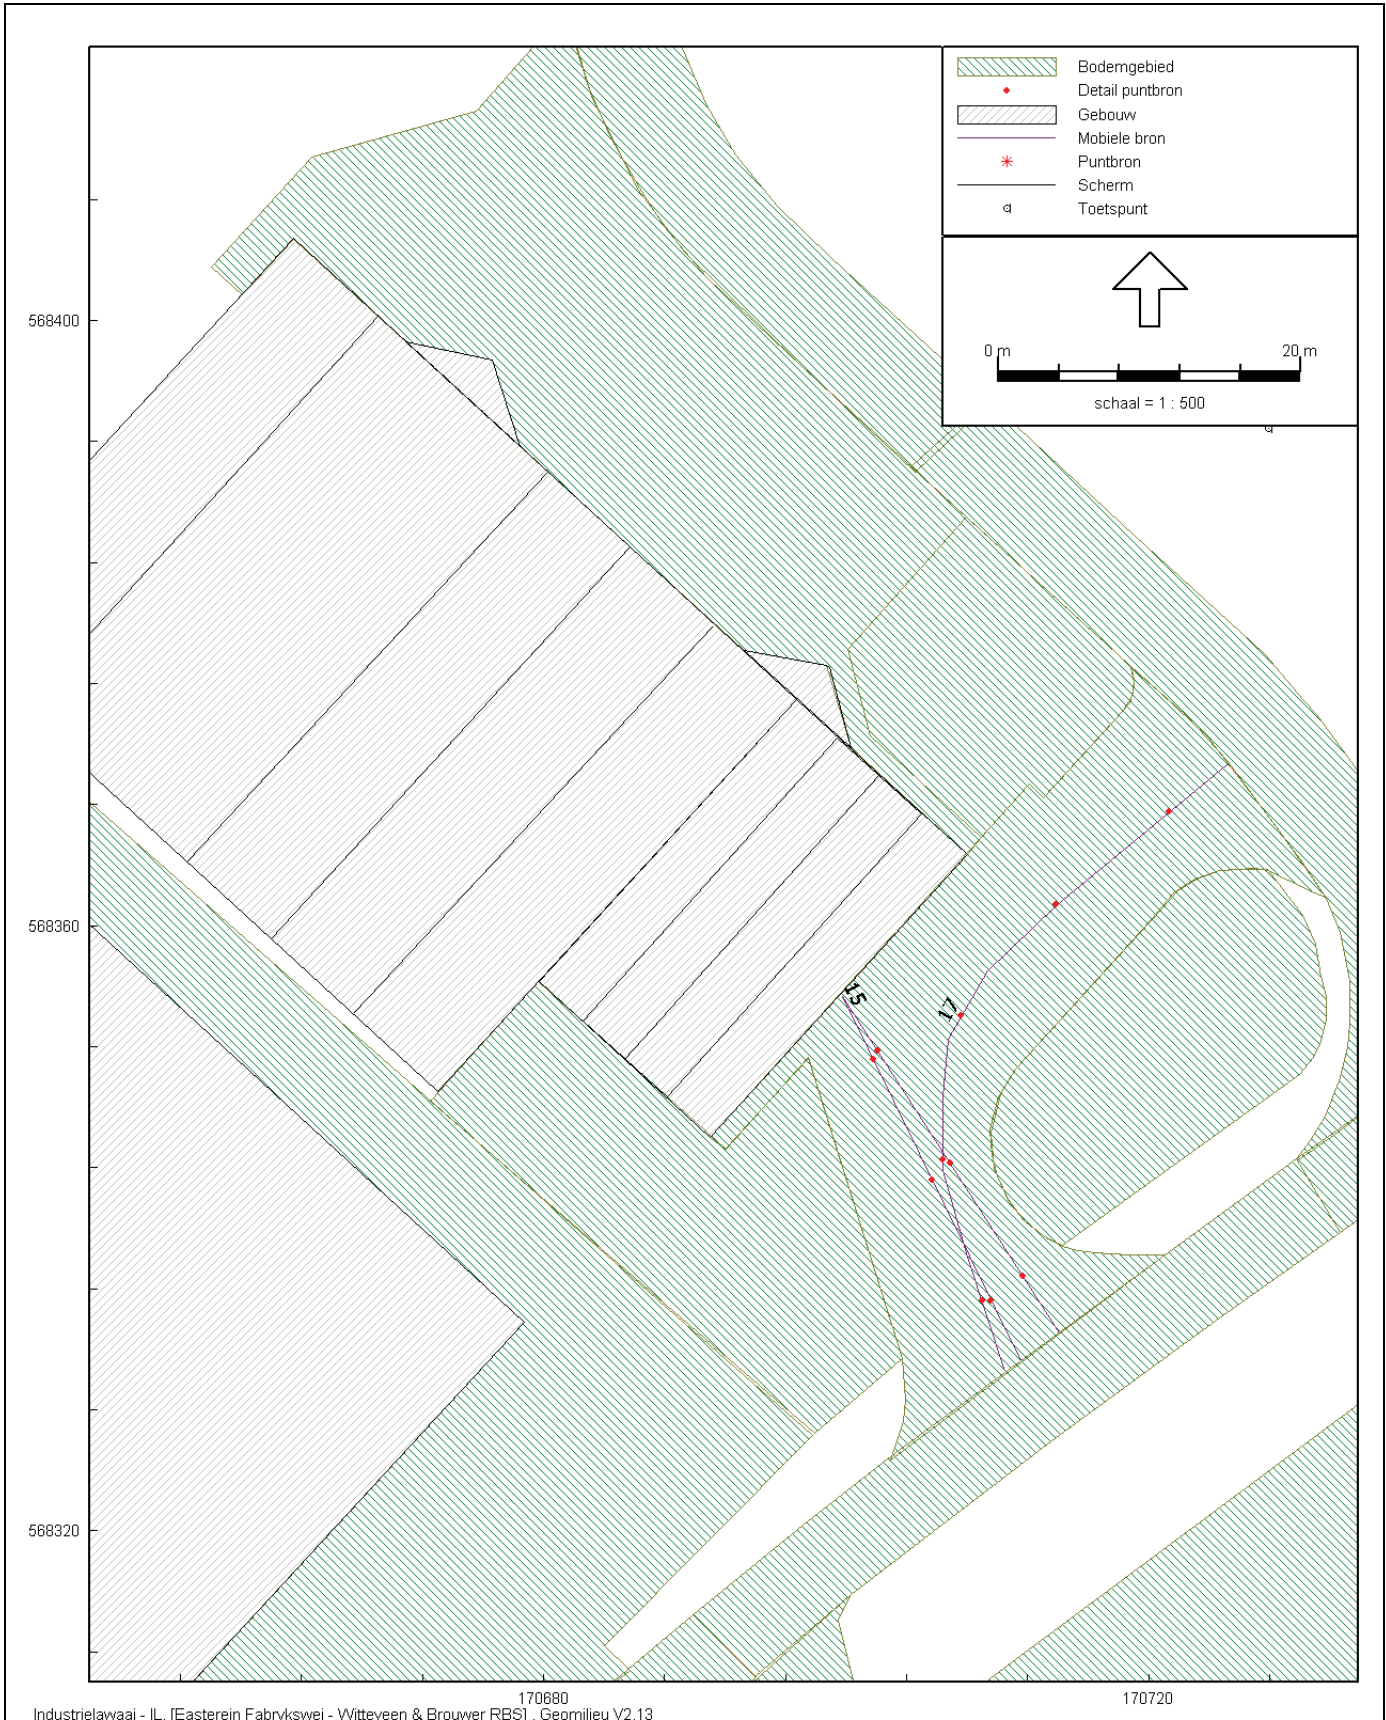 Bodemgebied
Detail puntbron
Gebouw
Mobiele bron
Puntbron
Scherm
Toetspunt
0 m 20 m
schaal = 1 : 500
568400
568360
568320
15
17
170680 170720
Industrielawaai - IL, [Easterein Fabrykswei - Witteveen & Brouwer RBS] , Geomilieu V2.13